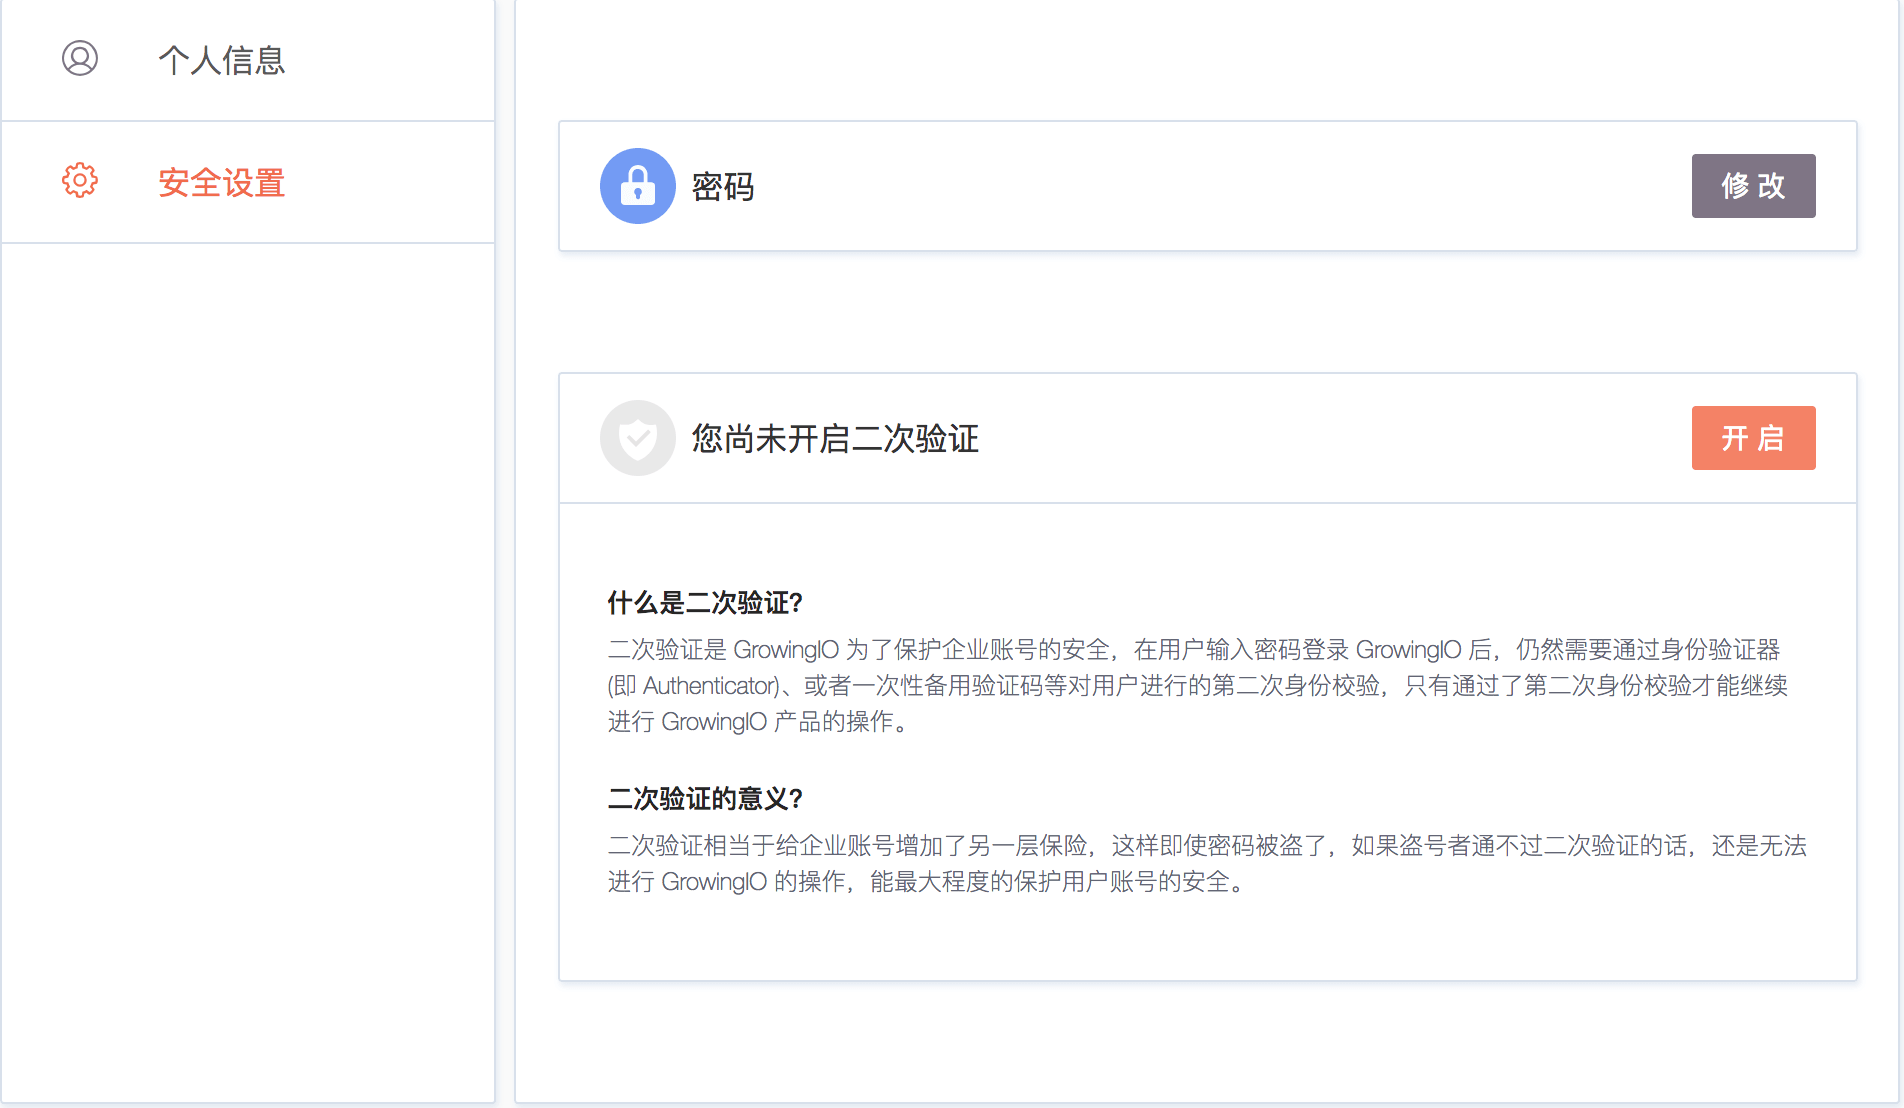 个人信息
安全设置
密码
修 改
您尚未开启二次验证
开 启
什么是二次验证?
二次验证是 GrowingIO 为了保护企业账号的安全，在用户输入密码登录 GrowingIO 后，仍然需要通过身份验证器
(即 Authenticator)、或者一次性备用验证码等对用户进行的第二次身份校验，只有通过了第二次身份校验才能继续
进行 GrowingIO 产品的操作。
二次验证的意义?
二次验证相当于给企业账号增加了另一层保险，这样即使密码被盗了，如果盗号者通不过二次验证的话，还是无法
进行 GrowingIO 的操作，能最大程度的保护用户账号的安全。